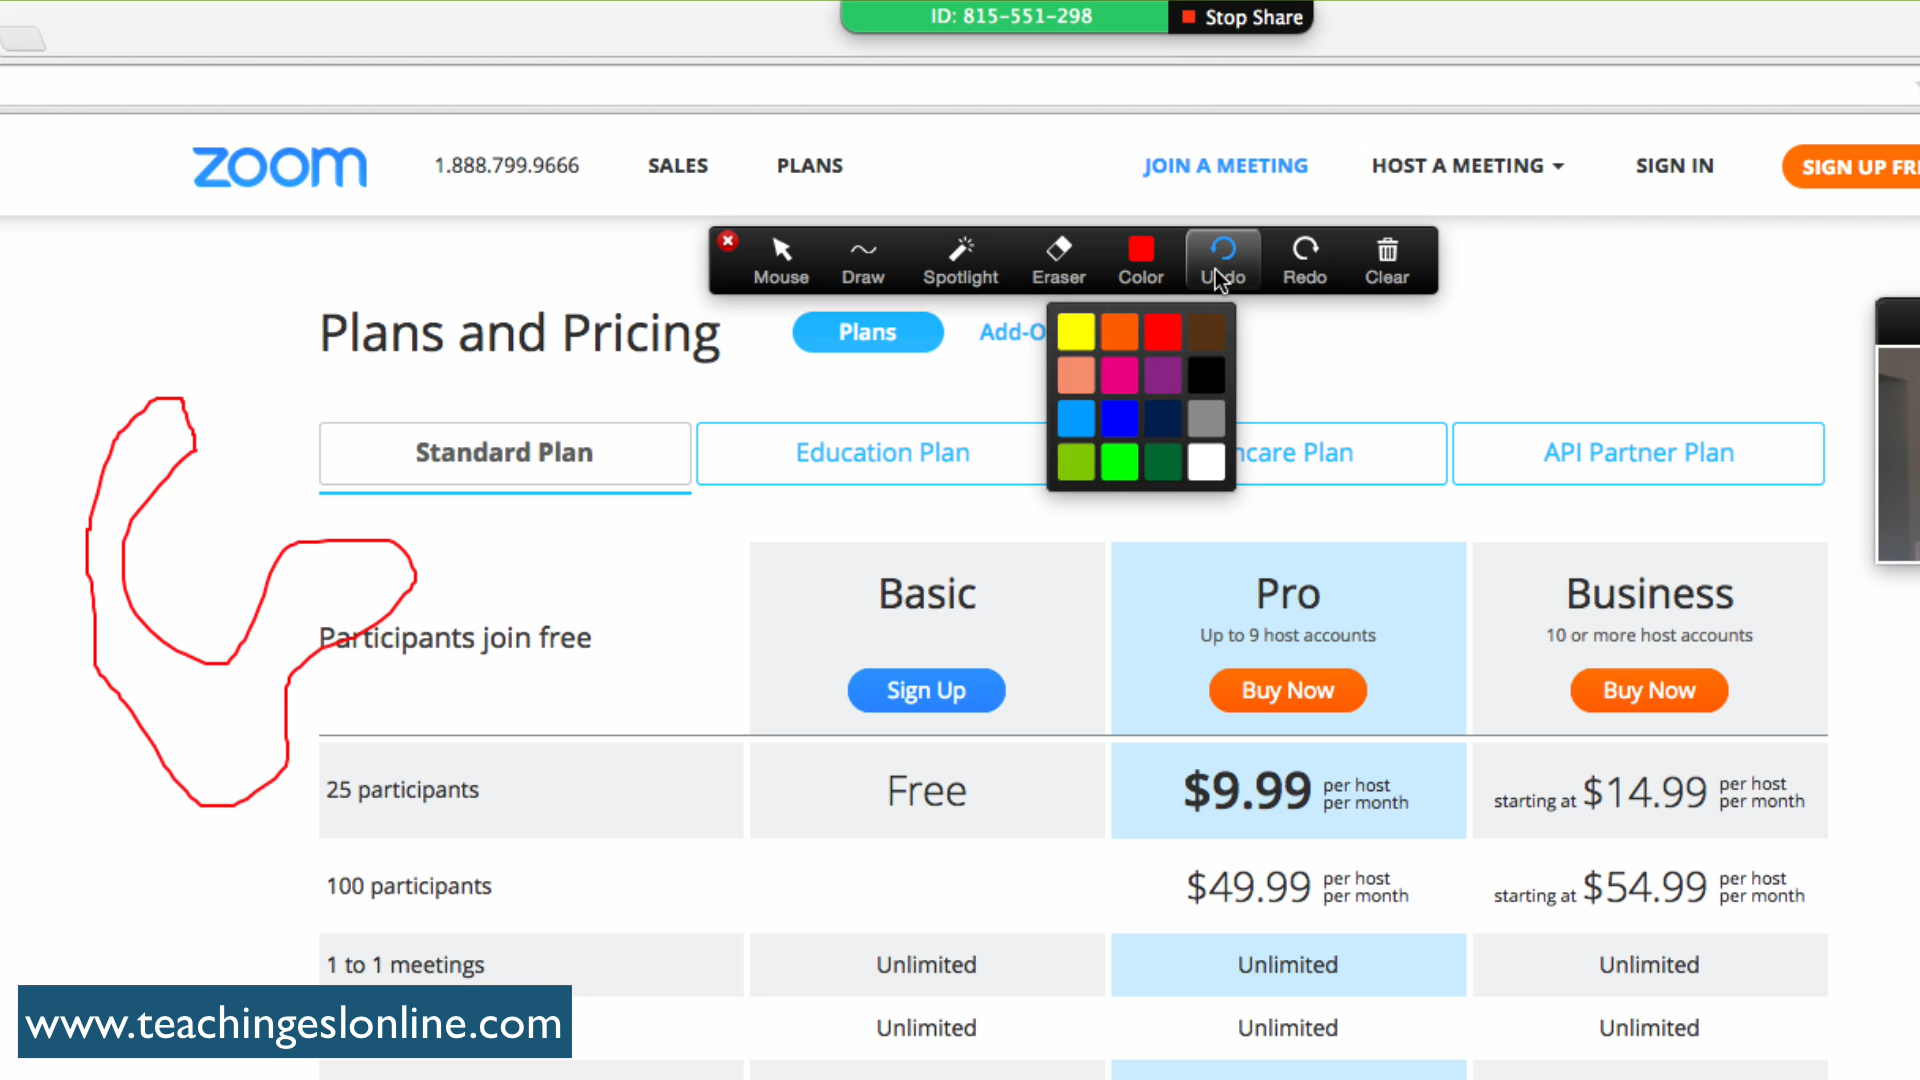 ID: 815-551-298 Stop Share
zoom 1.888.799.9666 SALES PLANS JOIN A MEETING HOST A MEETING SIGN IN SIGN UP FRE
Mouse Draw Spotlight Eraser Color Undo Redo Clear
Plans and Pricing Plans Add-O
Standard Plan Education Plan ncare Plan API Partner Plan
Basic Pro Business
Up to 9 host accounts 10 or more host accounts
Participants join free
Sign Up Buy Now Buy Now
25 participants Free $9.99 per host per month starting at $14.99 per host per month
100 participants $49.99 per host per month starting at $54.99 per host per month
1 to 1 meetings Unlimited Unlimited Unlimited
Unlimited Unlimited Unlimited
www.teachingeslonline.com